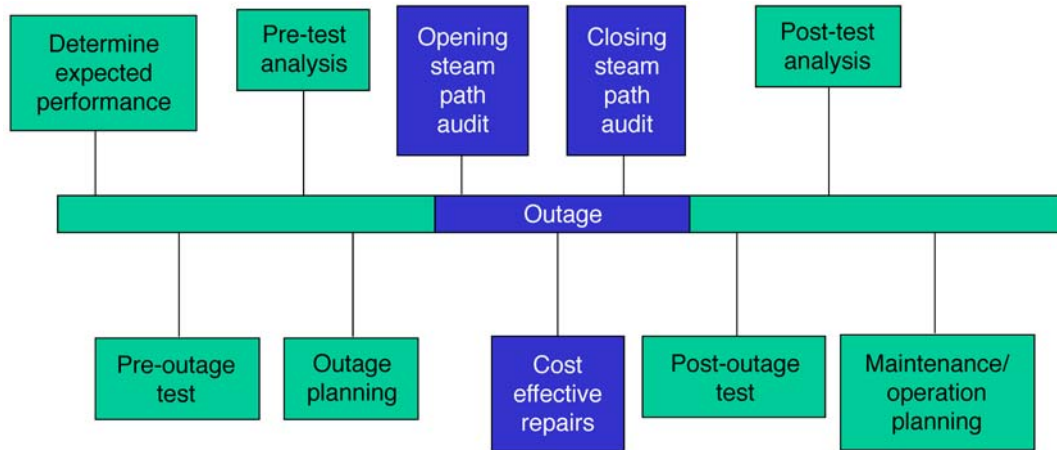 Determine
expected
performance
Pre-test
analysis
Opening
steam
path
audit
Closing
steam
path
audit
Post-test
analysis
Outage
Pre-outage
test
Outage
planning
Cost
effective
repairs
Post-outage
test
Maintenance/
operation
planning